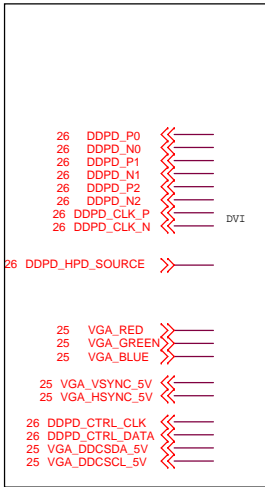 26 DDPD_P0
26 DDPD_N0
26 DDPD_P1
26 DDPD_N1
26 DDPD_P2
26 DDPD_N2
26 DDPD_CLK_P
DVI
26 DDPD_CLK_N
26 DDPD_HPD_SOURCE
25 VGA_RED
25 VGA_GREEN
25 VGA_BLUE
25 VGA_VSYNC_5V
25 VGA_HSYNC_5V
26 DDPD_CTRL_CLK
26 DDPD_CTRL_DATA
25 VGA_DDCSDA_5V
25 VGA_DDCSCL_5V